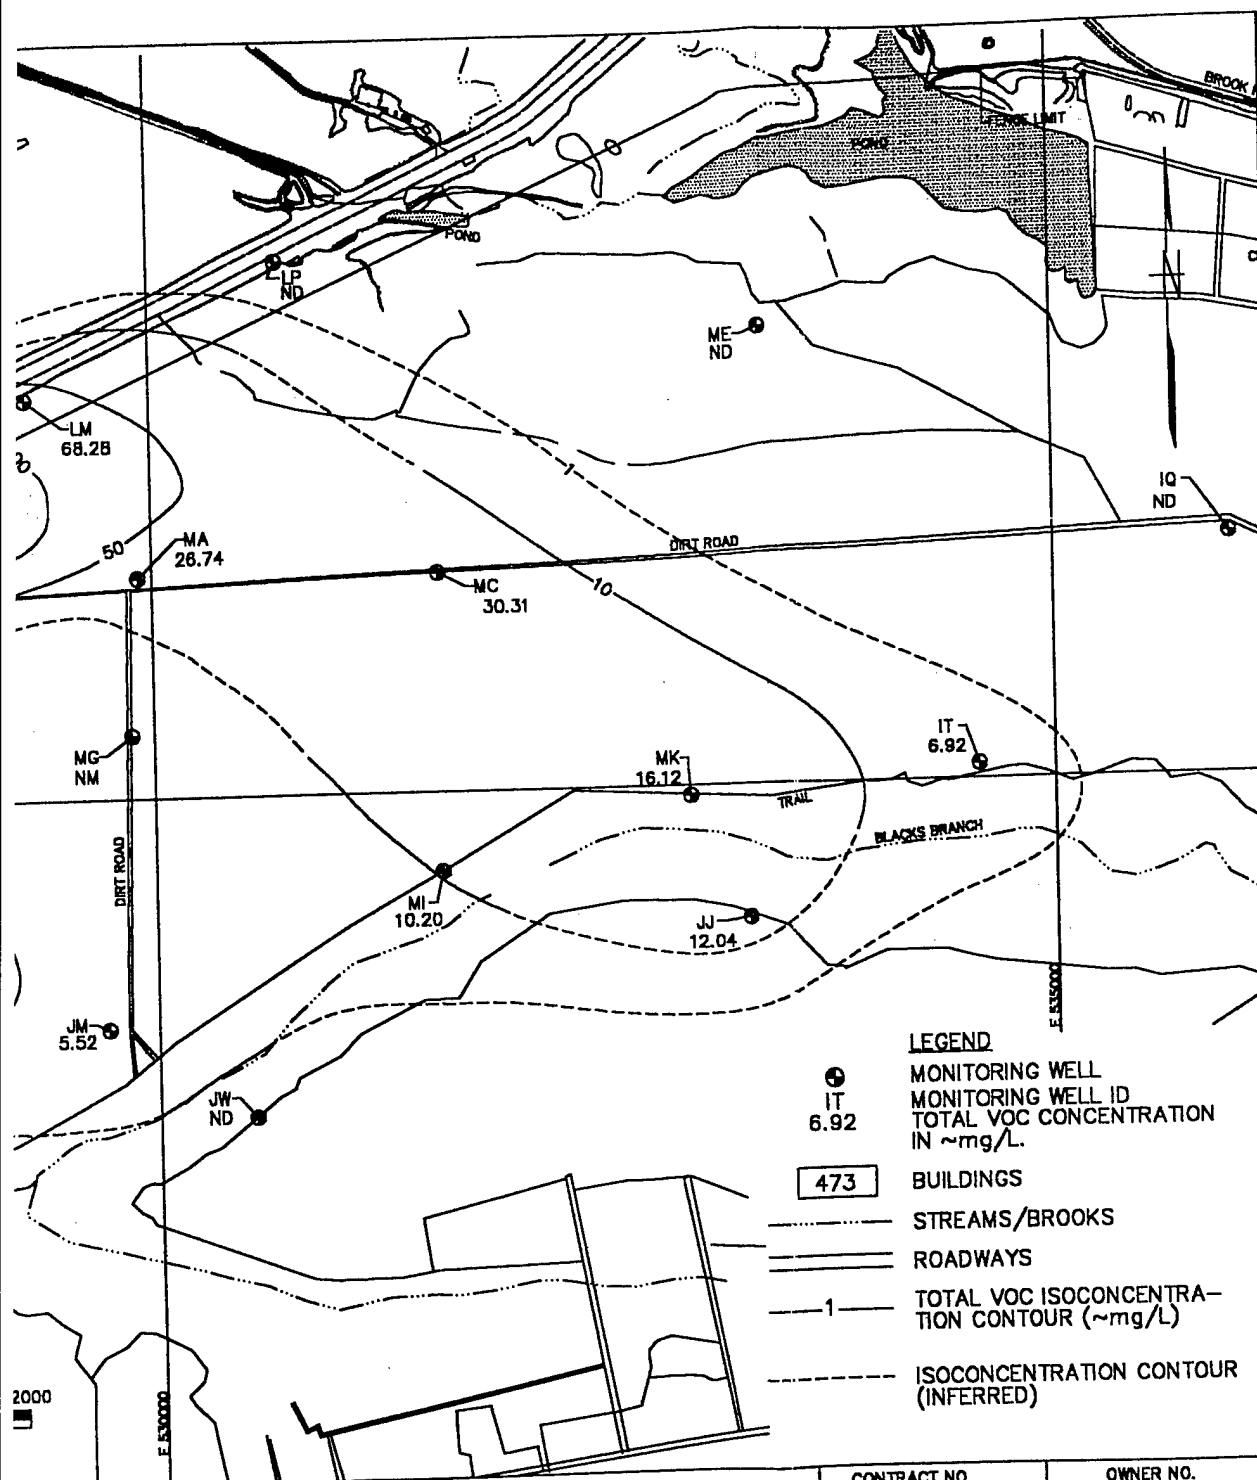 BROOK
FENCE LIMIT
POND
POND
LP
ND
ME
ND
LM
68.28
IQ
ND
50
MA
26.74
1
DIRT ROAD
MC
30.31
10
IT
6.92
MG
NM
MK
16.12
TRAIL
BLACKS BRANCH
DIRT ROAD
MI
10.20
JJ
12.04
E 535000
JM
5.52
JW
ND
LEGEND
MONITORING WELL
IT MONITORING WELL ID
6.92 TOTAL VOC CONCENTRATION
IN ~mg/L.
473 BUILDINGS
STREAMS/BROOKS
ROADWAYS
1 TOTAL VOC ISOCONCENTRA-
TION CONTOUR (~mg/L)
ISOCONCENTRATION CONTOUR
(INFERRED)
2000
E 530000
CONTRACT NO.
OWNER NO.